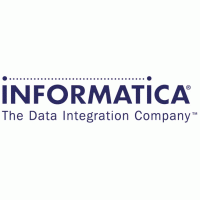 INFORMATICA®
The Data Integration Company™